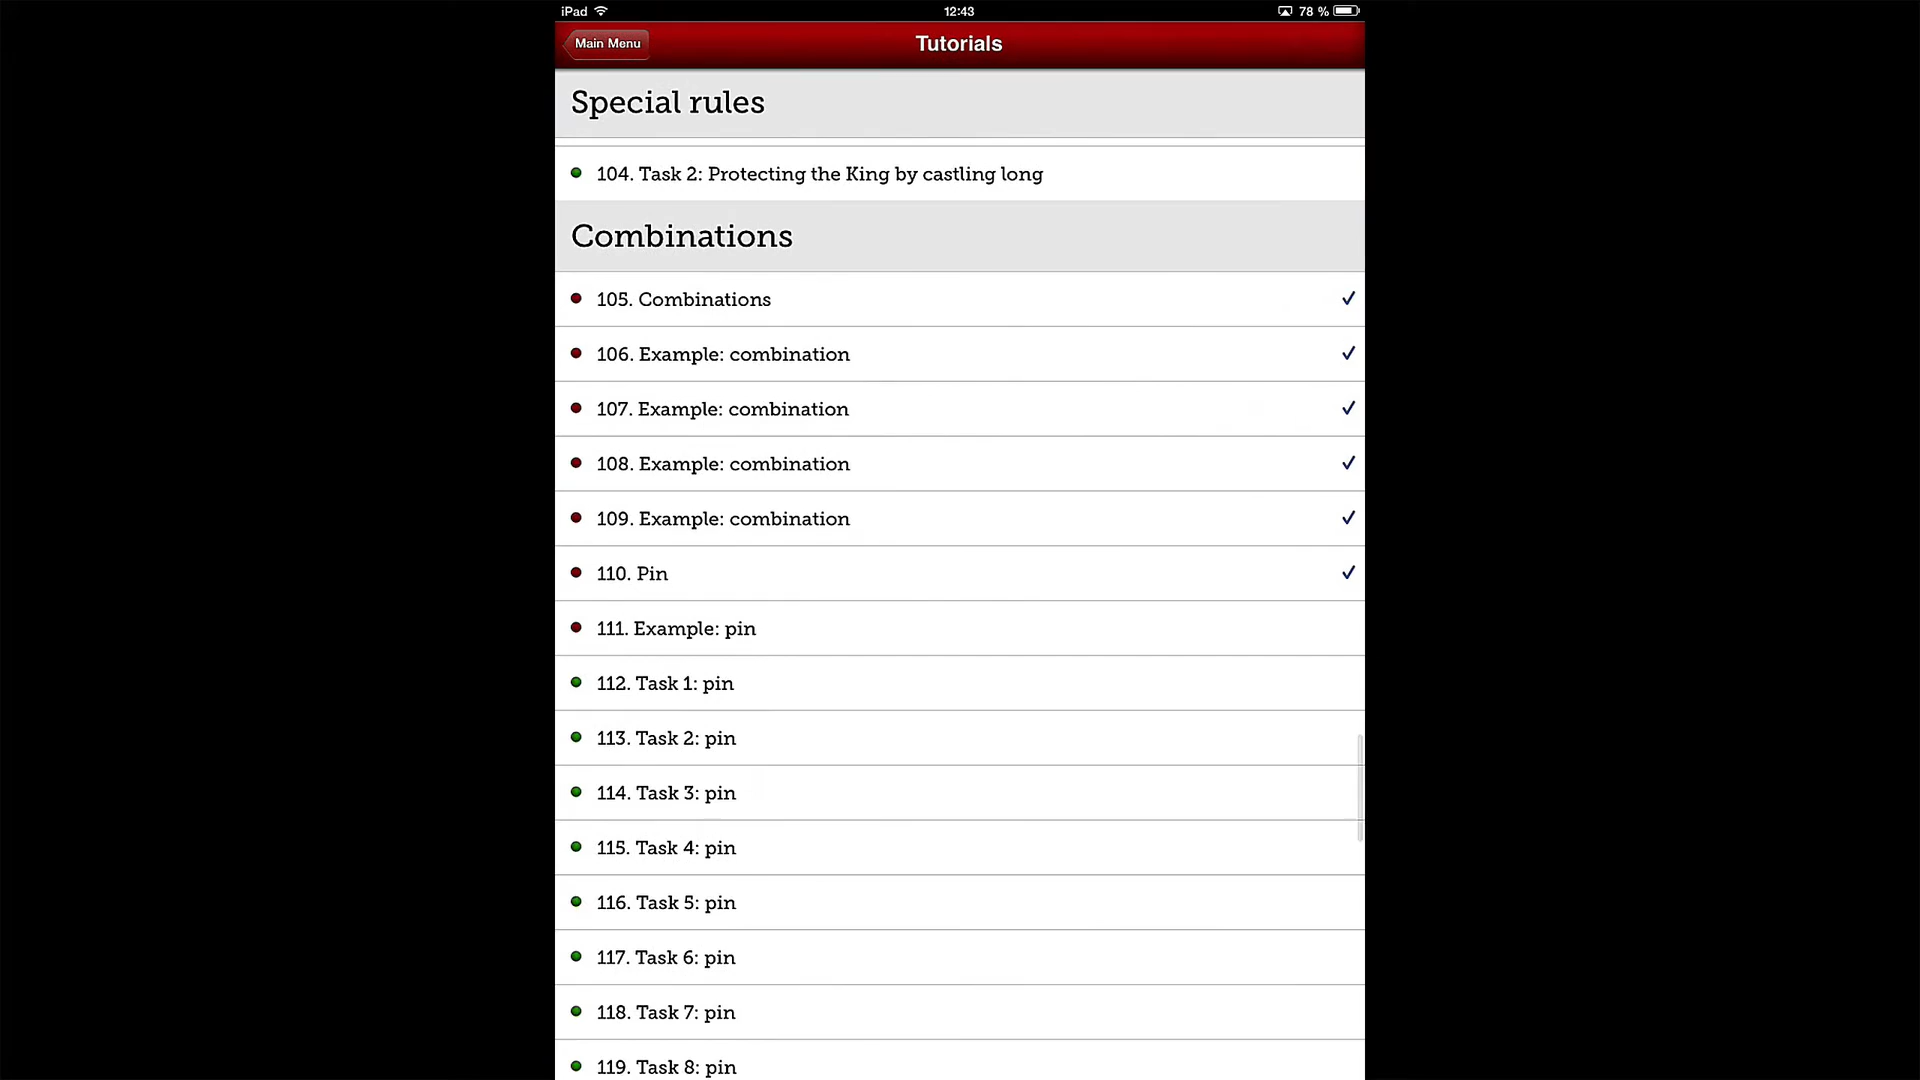 iPad 12:43 78 %
Main Menu Tutorials
Special rules
104. Task 2: Protecting the King by castling long
Combinations
105. Combinations
106. Example: combination
107. Example: combination
108. Example: combination
109. Example: combination
110. Pin
111. Example: pin
112. Task 1: pin
113. Task 2: pin
114. Task 3: pin
115. Task 4: pin
116. Task 5: pin
117. Task 6: pin
118. Task 7: pin
119. Task 8: pin